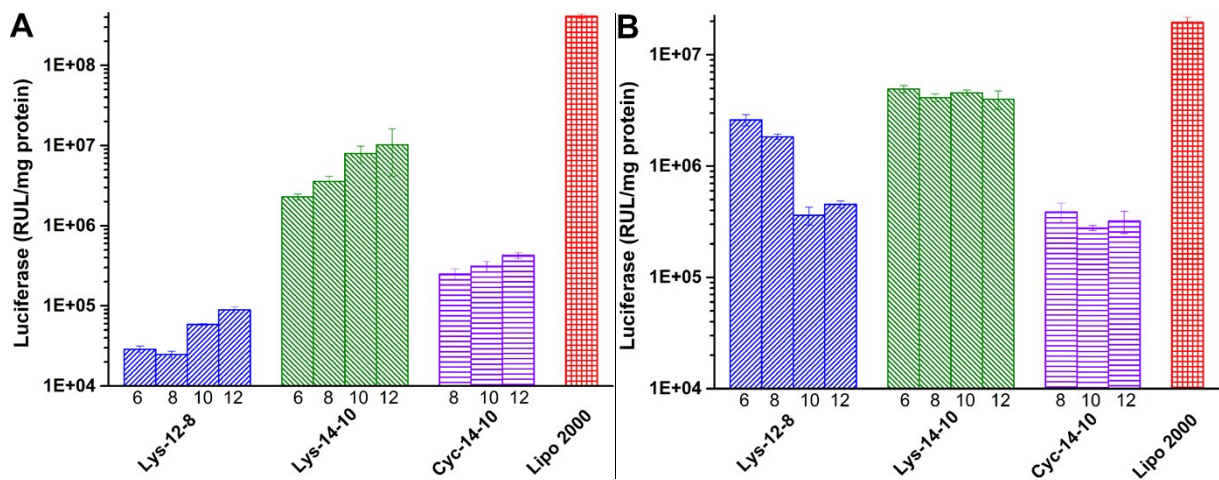 A
Luciferase (RUL/mg protein)
1E+08
1E+07
1E+06
1E+05
1E+04
6 8 10 12 6 8 10 12 8 10 12
Lys-12-8 Lys-14-10 Cyc-14-10 Lipo 2000
B
Luciferase (RUL/mg protein)
1E+07
1E+06
1E+05
1E+04
6 8 10 12 6 8 10 12 8 10 12
Lys-12-8 Lys-14-10 Cyc-14-10 Lipo 2000